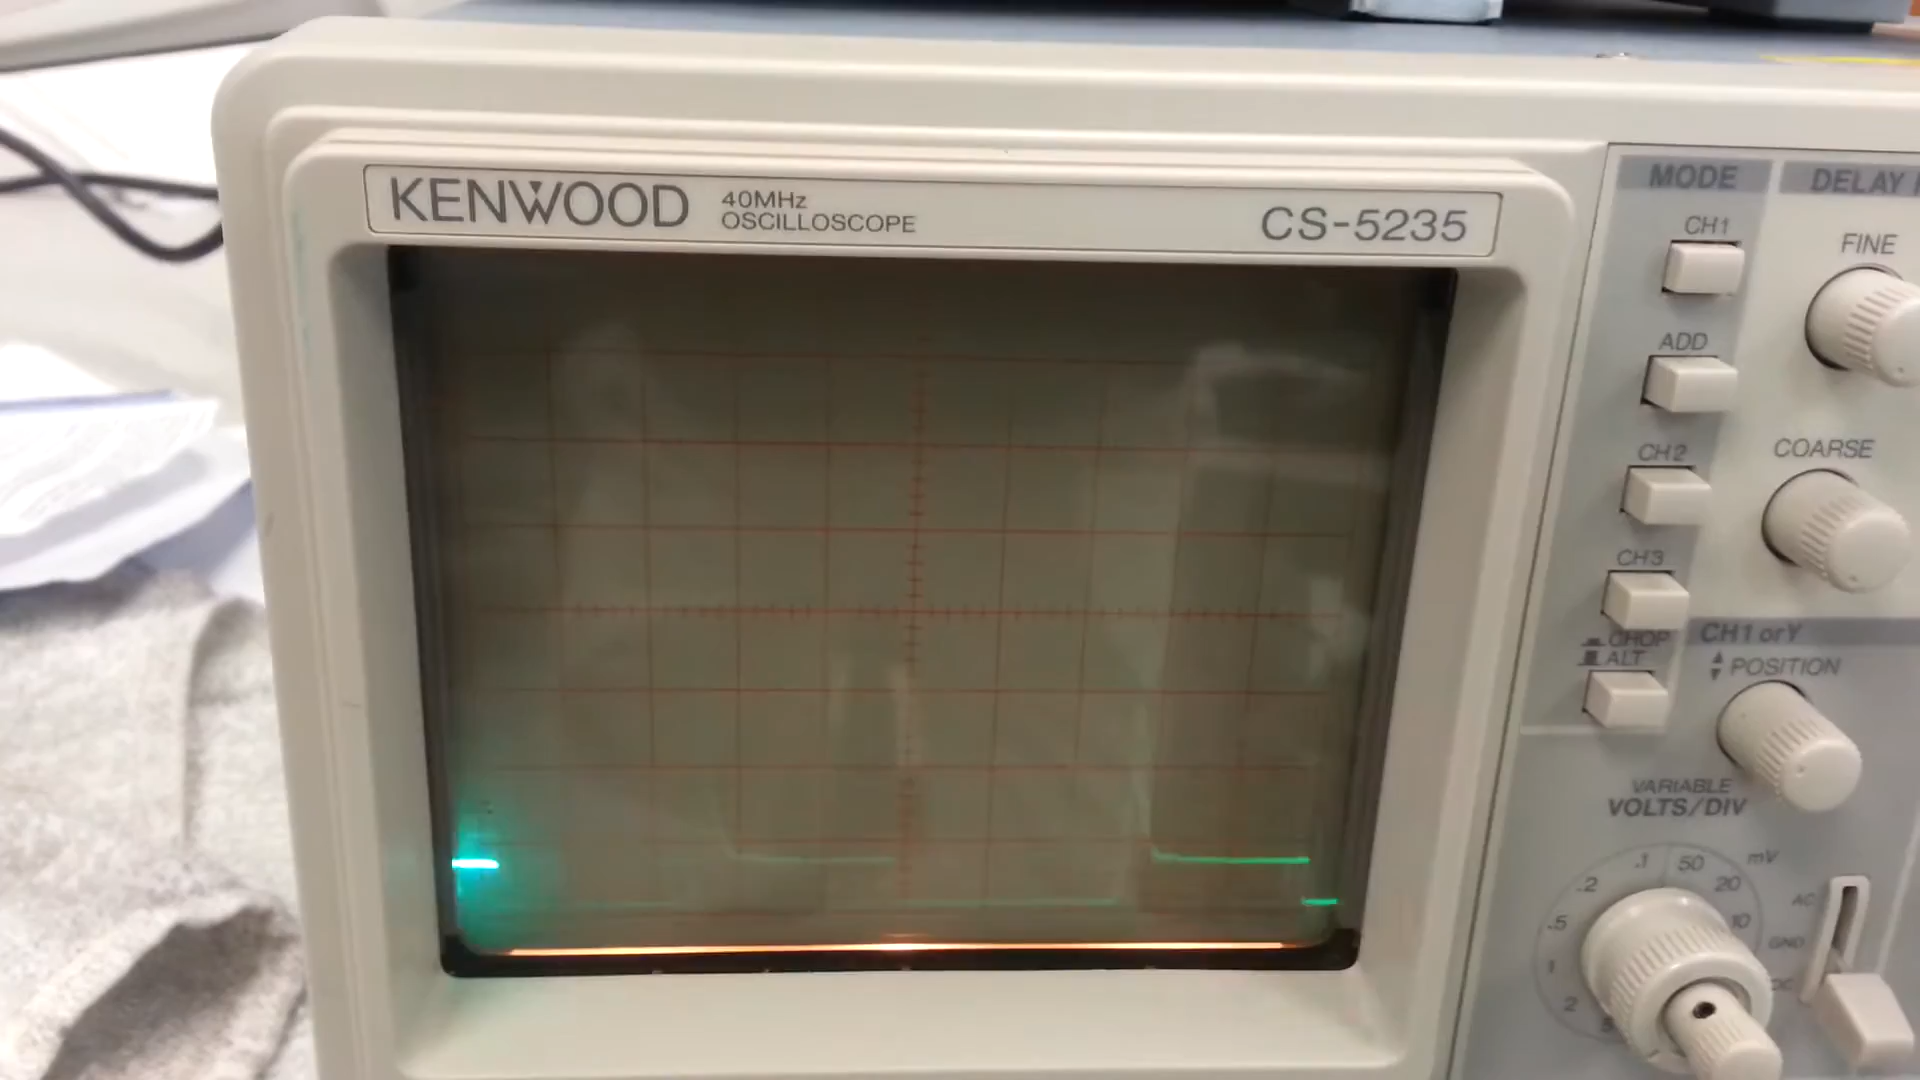 KENWOOD
40MHz
OSCILLOSCOPE
CS-5235
MODE
DELAY
CH1
FINE
ADD
CH2
COARSE
CH3
CHOP
ALT
CH1 or Y
POSITION
VARIABLE
VOLTS/DIV
.1 50 mV
.2 20
.5 10
1
2
AC
GND